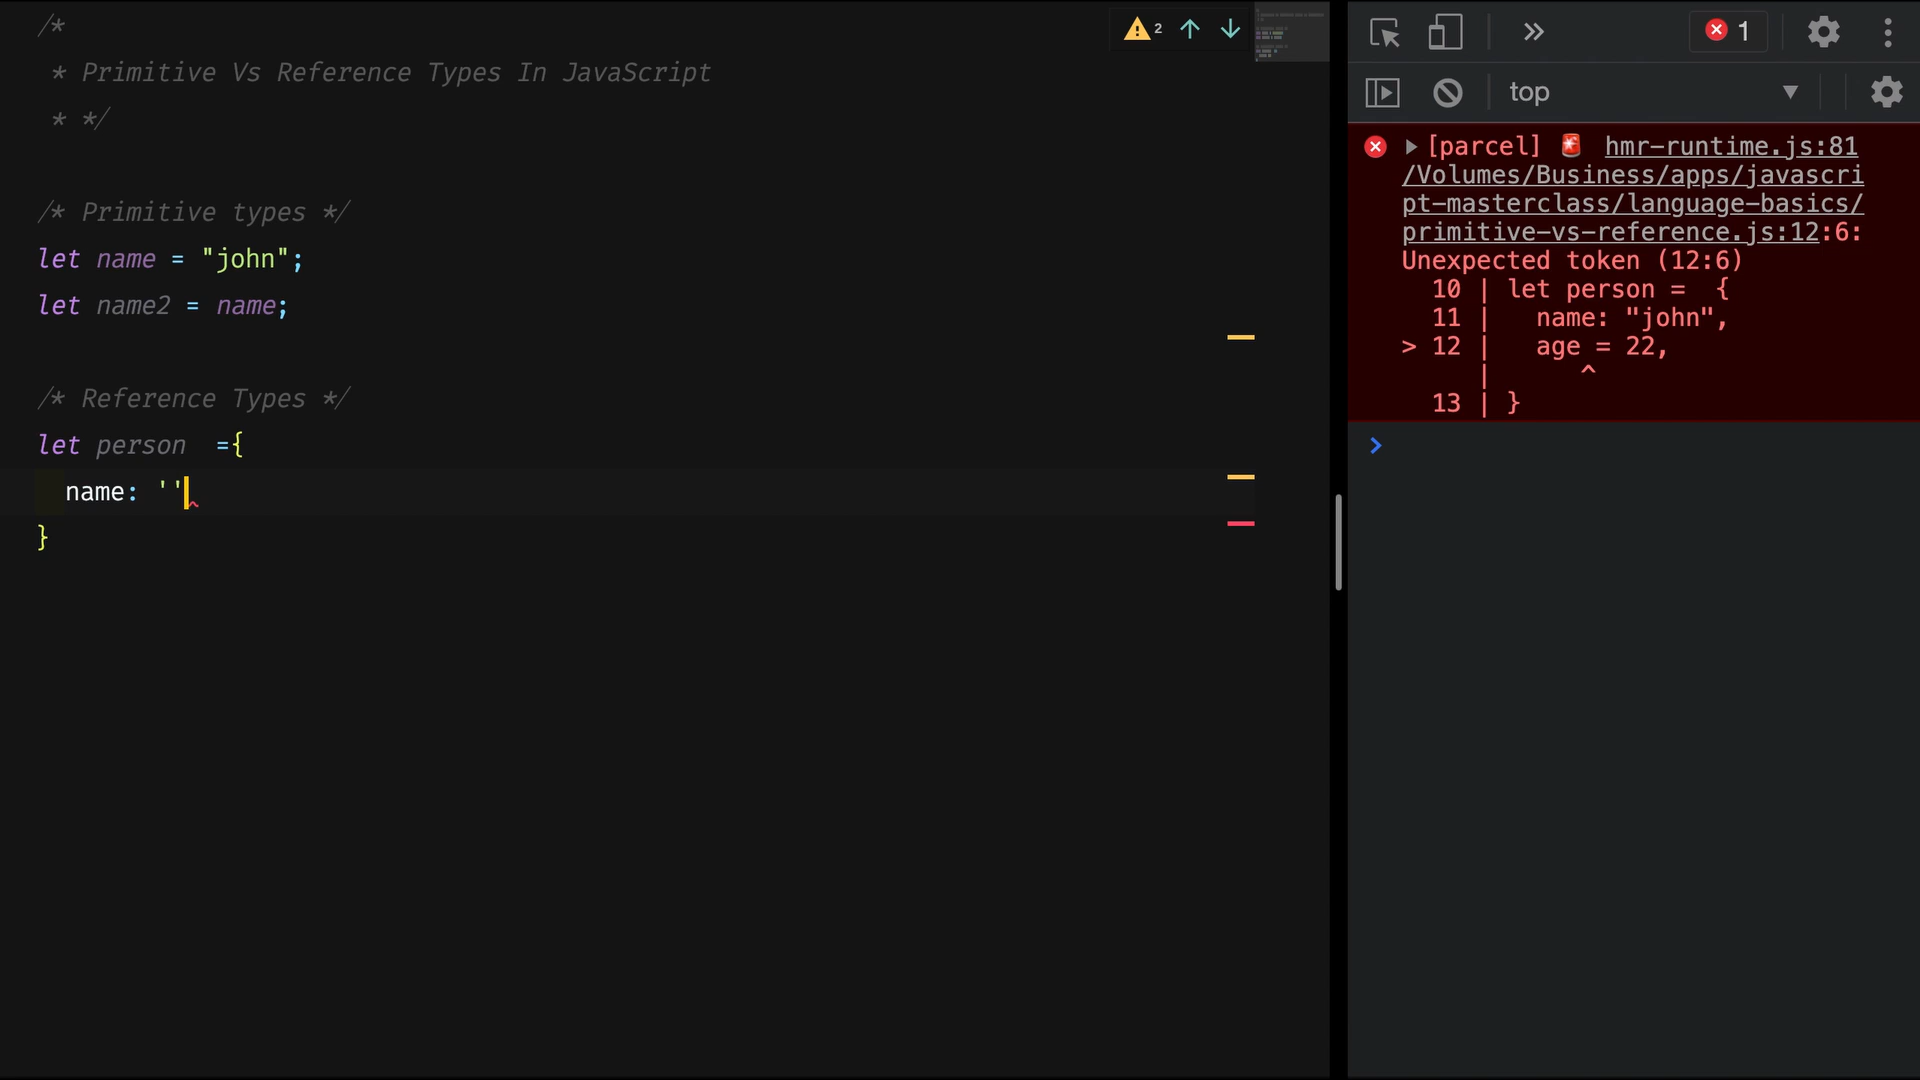 /*
* Primitive Vs Reference Types In JavaScript
* */
/* Primitive types */
let name = "john";
let name2 = name;
/* Reference Types */
let person  ={
name: ''
}
2
1
top
[parcel] 🚨 hmr-runtime.js:81
/Volumes/Business/apps/javascri
pt-masterclass/language-basics/
primitive-vs-reference.js:12:6:
Unexpected token (12:6)
10 | let person =  {
11 |   name: "john",
> 12 |   age = 22,
|      ^
13 | }
>